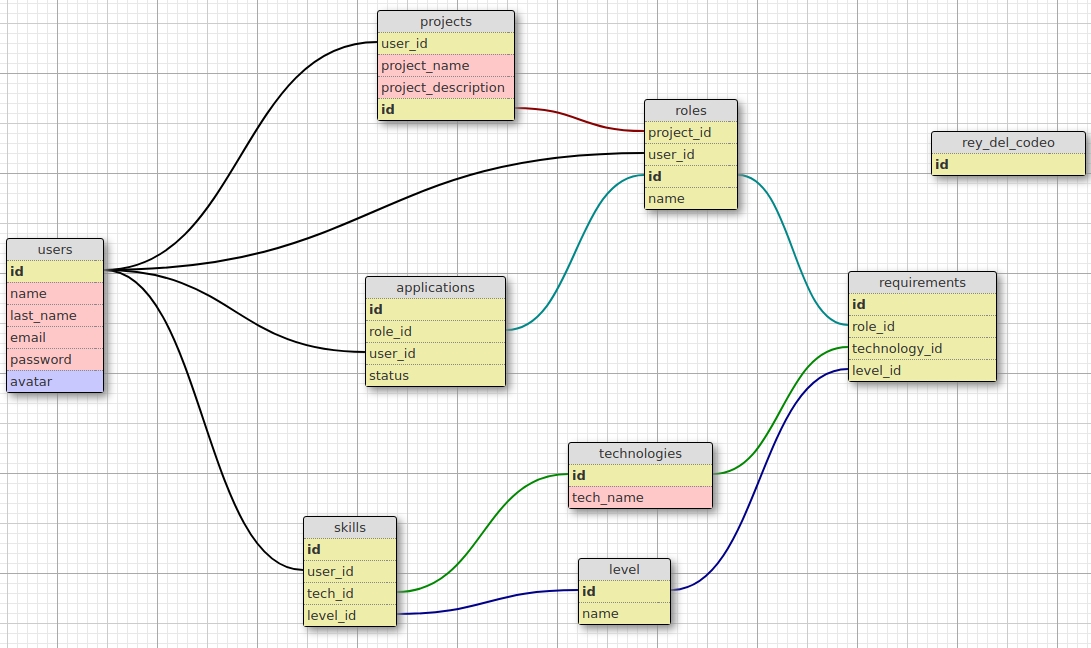 projects
user_id
project_name
project_description
id
roles
project_id
user_id
id
name
rey_del_codeo
id
users
id
name
last_name
email
password
avatar
applications
id
role_id
user_id
status
requirements
id
role_id
technology_id
level_id
technologies
id
tech_name
skills
id
user_id
tech_id
level_id
level
id
name